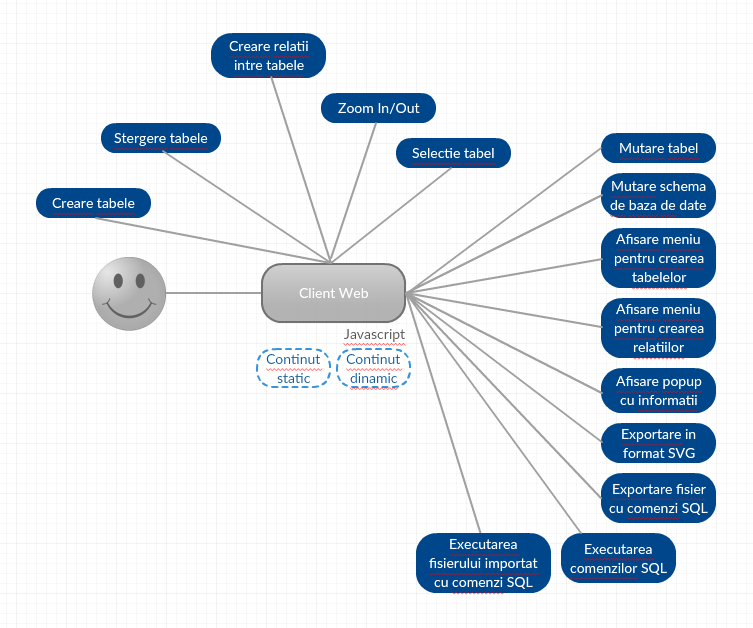 Creare relatii
intre tabele
Zoom In/Out
Stergere tabele
Selectie tabel
Mutare tabel
Creare tabele
Mutare schema
de baza de date
Afisare meniu
pentru crearea
tabelelor
Client Web
Afisare meniu
pentru crearea
relatiilor
Javascript
Continut
static
Continut
dinamic
Afisare popup
cu informatii
Exportare in
format SVG
Exportare fisier
cu comenzi SQL
Executarea
fisierului importat
cu comenzi SQL
Executarea
comenzilor SQL